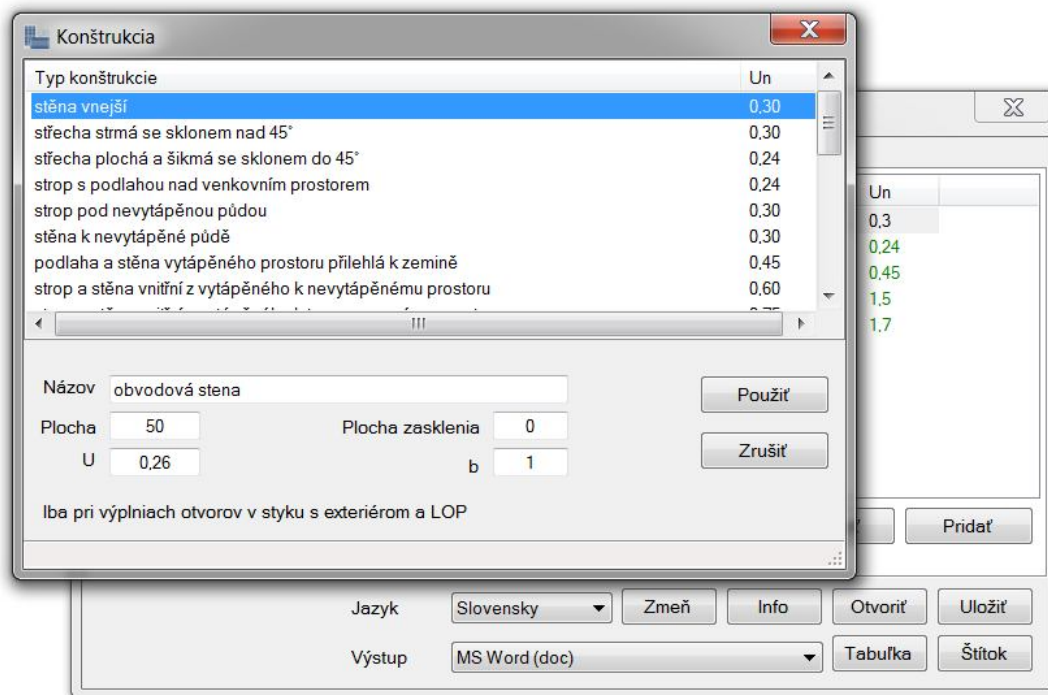 Konštrukcia
Typ konštrukcie Un
stěna vnejší 0,30
střecha strmá se sklonem nad 45° 0,30
střecha plochá a šikmá se sklonem do 45° 0,24
strop s podlahou nad venkovním prostorem 0,24
strop pod nevytápěnou půdou 0,30
stěna k nevytápěné půdě 0,30
podlaha a stěna vytápěného prostoru přilehlá k zemině 0,45
strop a stěna vnitřní z vytápěného k nevytápěnému prostoru 0,60
Názov obvodová stena
Použiť
Plocha 50 Plocha zasklenia 0
Zrušiť
U 0,26 b 1
Iba pri výplniach otvorov v styku s exteriérom a LOP
Un
0,3
0,24
0,45
1,5
1,7
Pridať
Jazyk Slovensky Zmeň Info Otvoriť Uložiť
Výstup MS Word (doc) Tabuľka Štítok